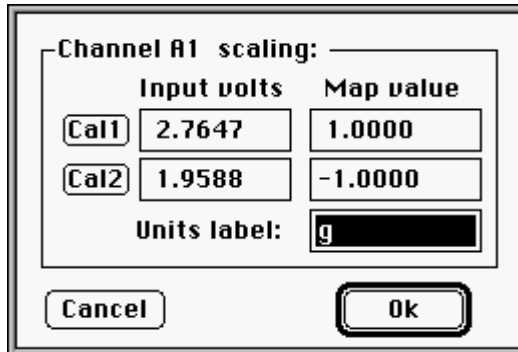 Channel A1 scaling:
Input volts Map value
Cal1 2.7647 1.0000
Cal2 1.9588 -1.0000
Units label: g
Cancel Ok